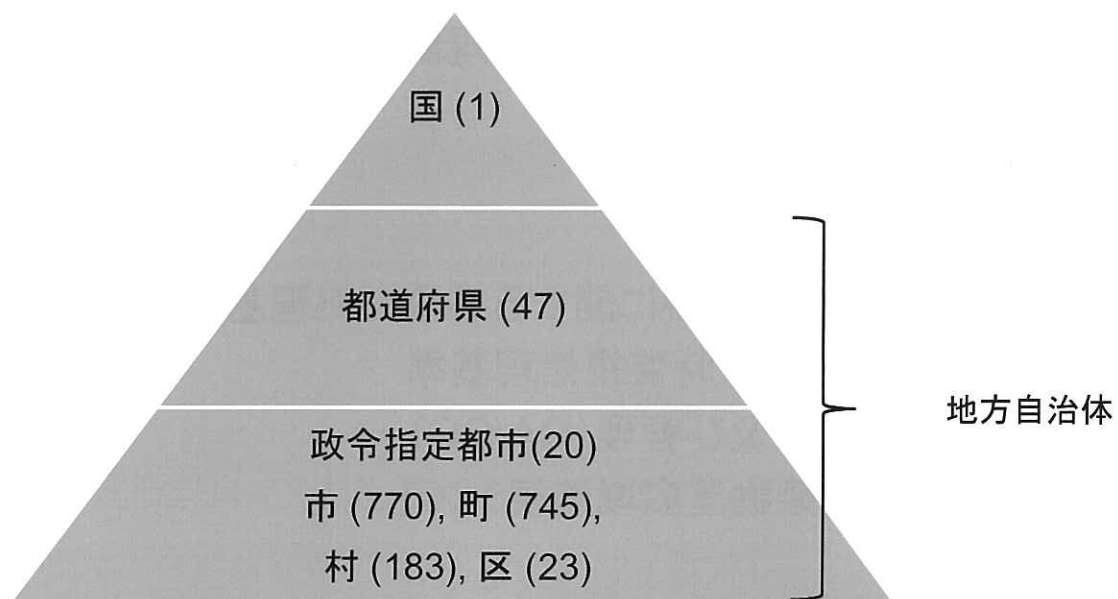 国 (1)
都道府県 (47)
地方自治体
政令指定都市(20)
市 (770), 町 (745),
村 (183), 区 (23)